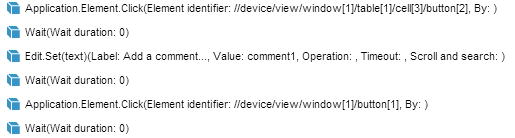 Application.Element.Click(Element identifier: //device/view/window[1]/table[1]/cell[3]/button[2], By: )
Wait(Wait duration: 0)
Edit.Set(text)(Label: Add a comment..., Value: comment1, Operation: , Timeout: , Scroll and search: )
Wait(Wait duration: 0)
Application.Element.Click(Element identifier: //device/view/window[1]/button[1], By: )
Wait(Wait duration: 0)